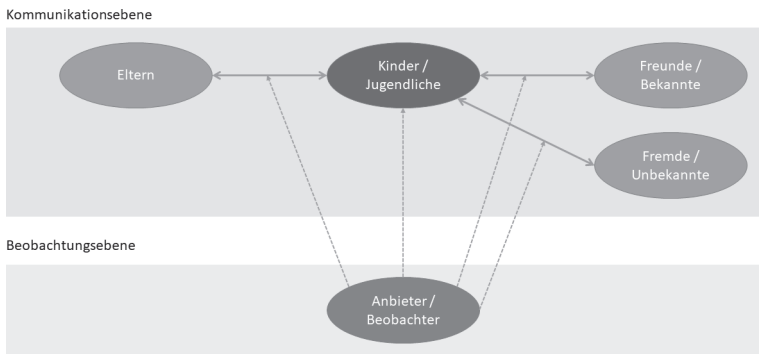 Kommunikationsebene
Eltern
Kinder /
Jugendliche
Freunde /
Bekannte
Fremde /
Unbekannte
Beobachtungsebene
Anbieter /
Beobachter